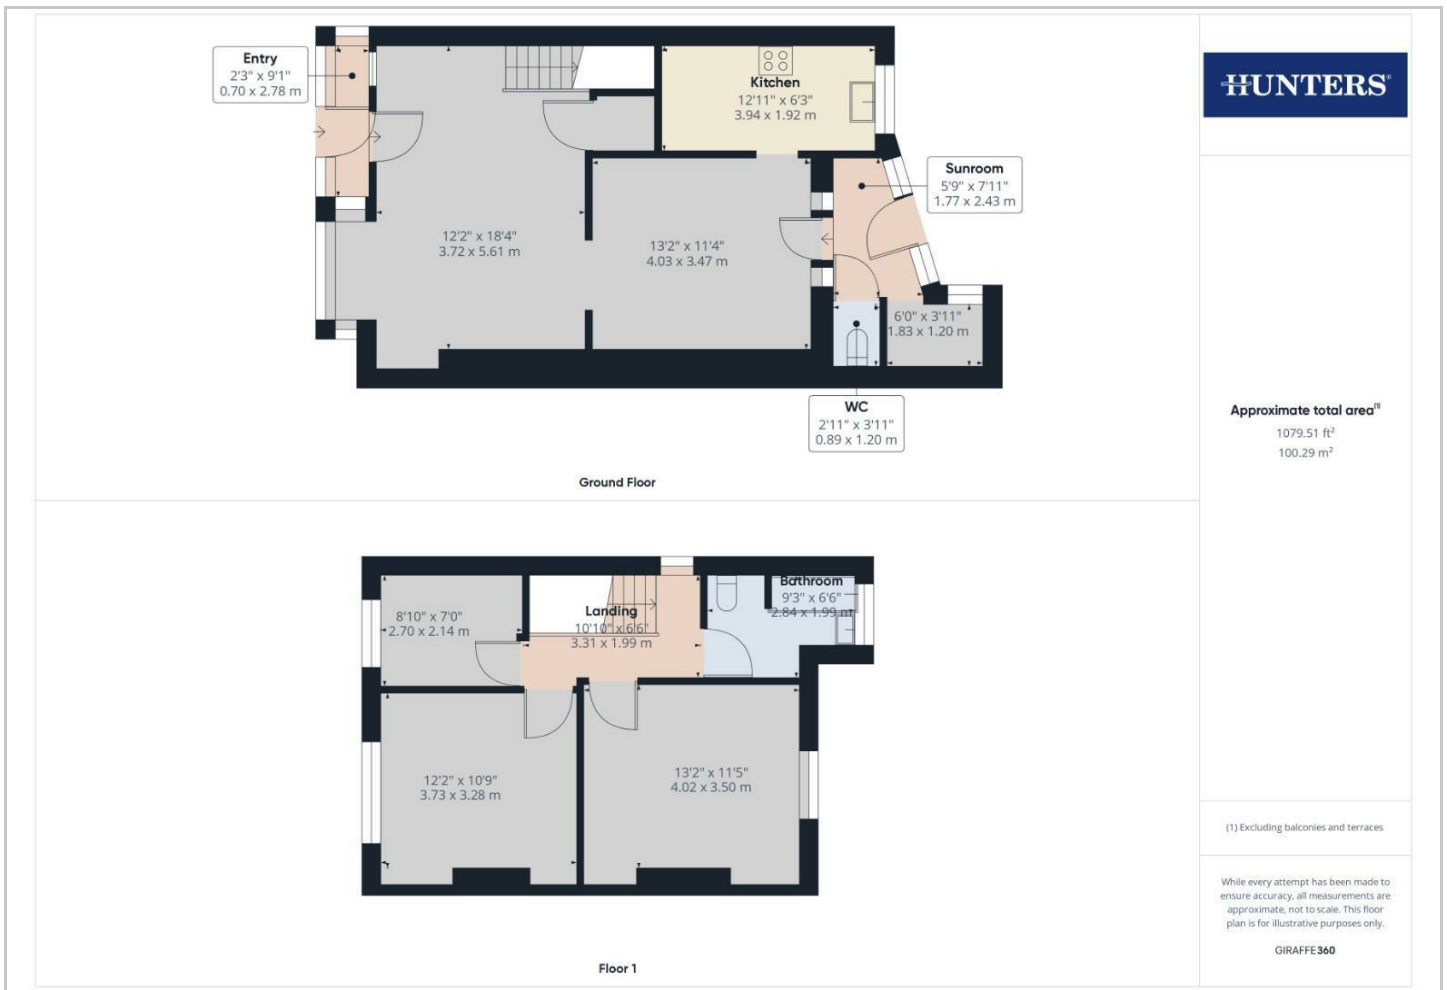 Entry
2'3" x 9'1"
0.70 x 2.78 m
Kitchen
12'11" x 6'3"
3.94 x 1.92 m
Sunroom
5'9" x 7'11"
1.77 x 2.43 m
12'2" x 18'4"
3.72 x 5.61 m
13'2" x 11'4"
4.03 x 3.47 m
6'0" x 3'11"
1.83 x 1.20 m
WC
2'11" x 3'11"
0.89 x 1.20 m
Ground Floor
8'10" x 7'0"
2.70 x 2.14 m
Landing
10'10" x 6'6"
3.31 x 1.99 m
Bathroom
9'3" x 6'6"
2.84 x 1.99 m
12'2" x 10'9"
3.73 x 3.28 m
13'2" x 11'5"
4.02 x 3.50 m
Floor 1
HUNTERS®
Approximate total area(1)
1079.51 ft²
100.29 m²
(1) Excluding balconies and terraces
While every attempt has been made to
ensure accuracy, all measurements are
approximate, not to scale. This floor
plan is for illustrative purposes only.
GIRAFFE360